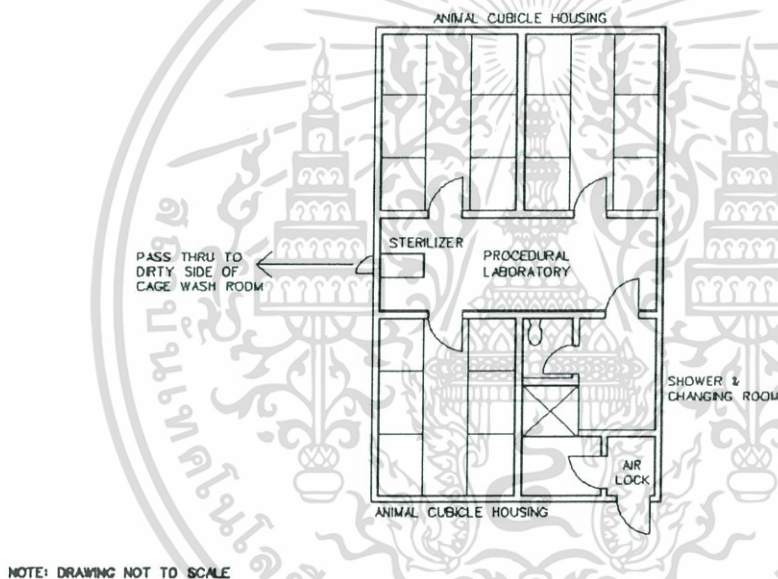 ANIMAL CUBICLE HOUSING
STERILIZER
PROCEDURAL
LABORATORY
PASS THRU TO
DIRTY SIDE OF
CAGE WASH ROOM
SHOWER &
CHANGING ROOM
AIR
LOCK
ANIMAL CUBICLE HOUSING
NOTE: DRAWING NOT TO SCALE